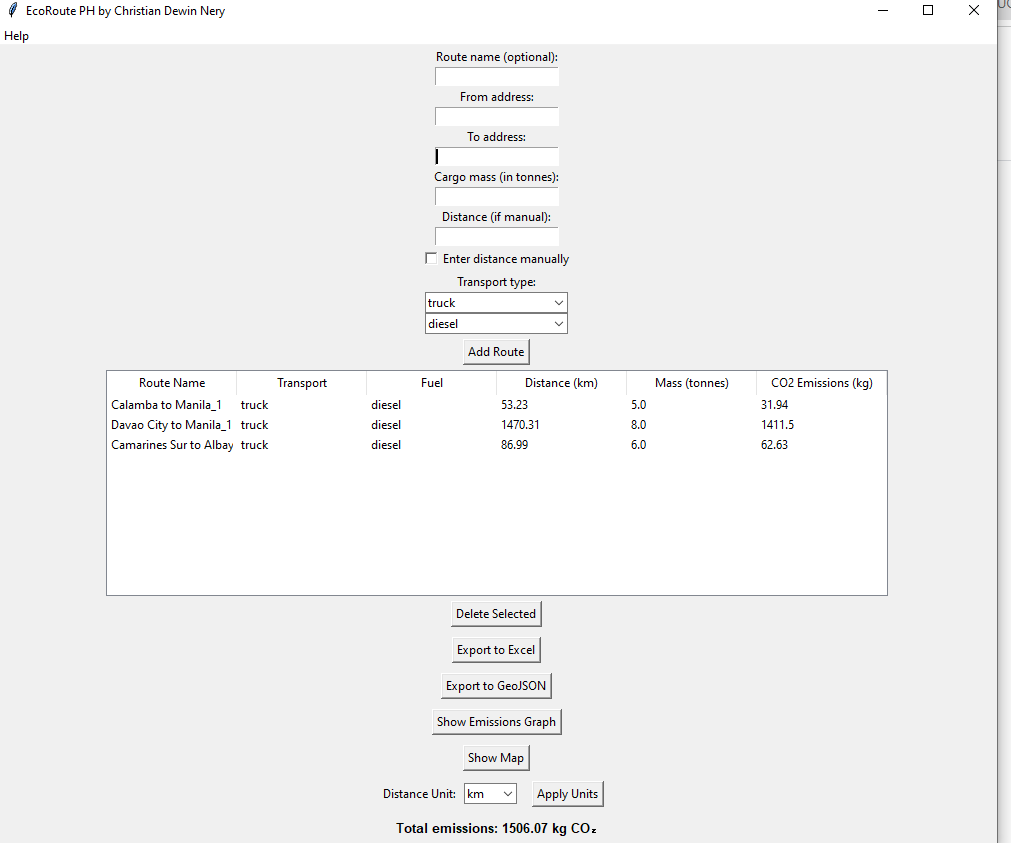 EcoRoute PH by Christian Dewin Nery
Help
Route name (optional):
From address:
To address:
Cargo mass (in tonnes):
Distance (if manual):
Enter distance manually
Transport type:
truck
diesel
Add Route
Route Name Transport Fuel Distance (km) Mass (tonnes) CO2 Emissions (kg)
Calamba to Manila_1 truck diesel 53.23 5.0 31.94
Davao City to Manila_1 truck diesel 1470.31 8.0 1411.5
Camarines Sur to Albay truck diesel 86.99 6.0 62.63
Delete Selected
Export to Excel
Export to GeoJSON
Show Emissions Graph
Show Map
Distance Unit: km Apply Units
Total emissions: 1506.07 kg CO₂